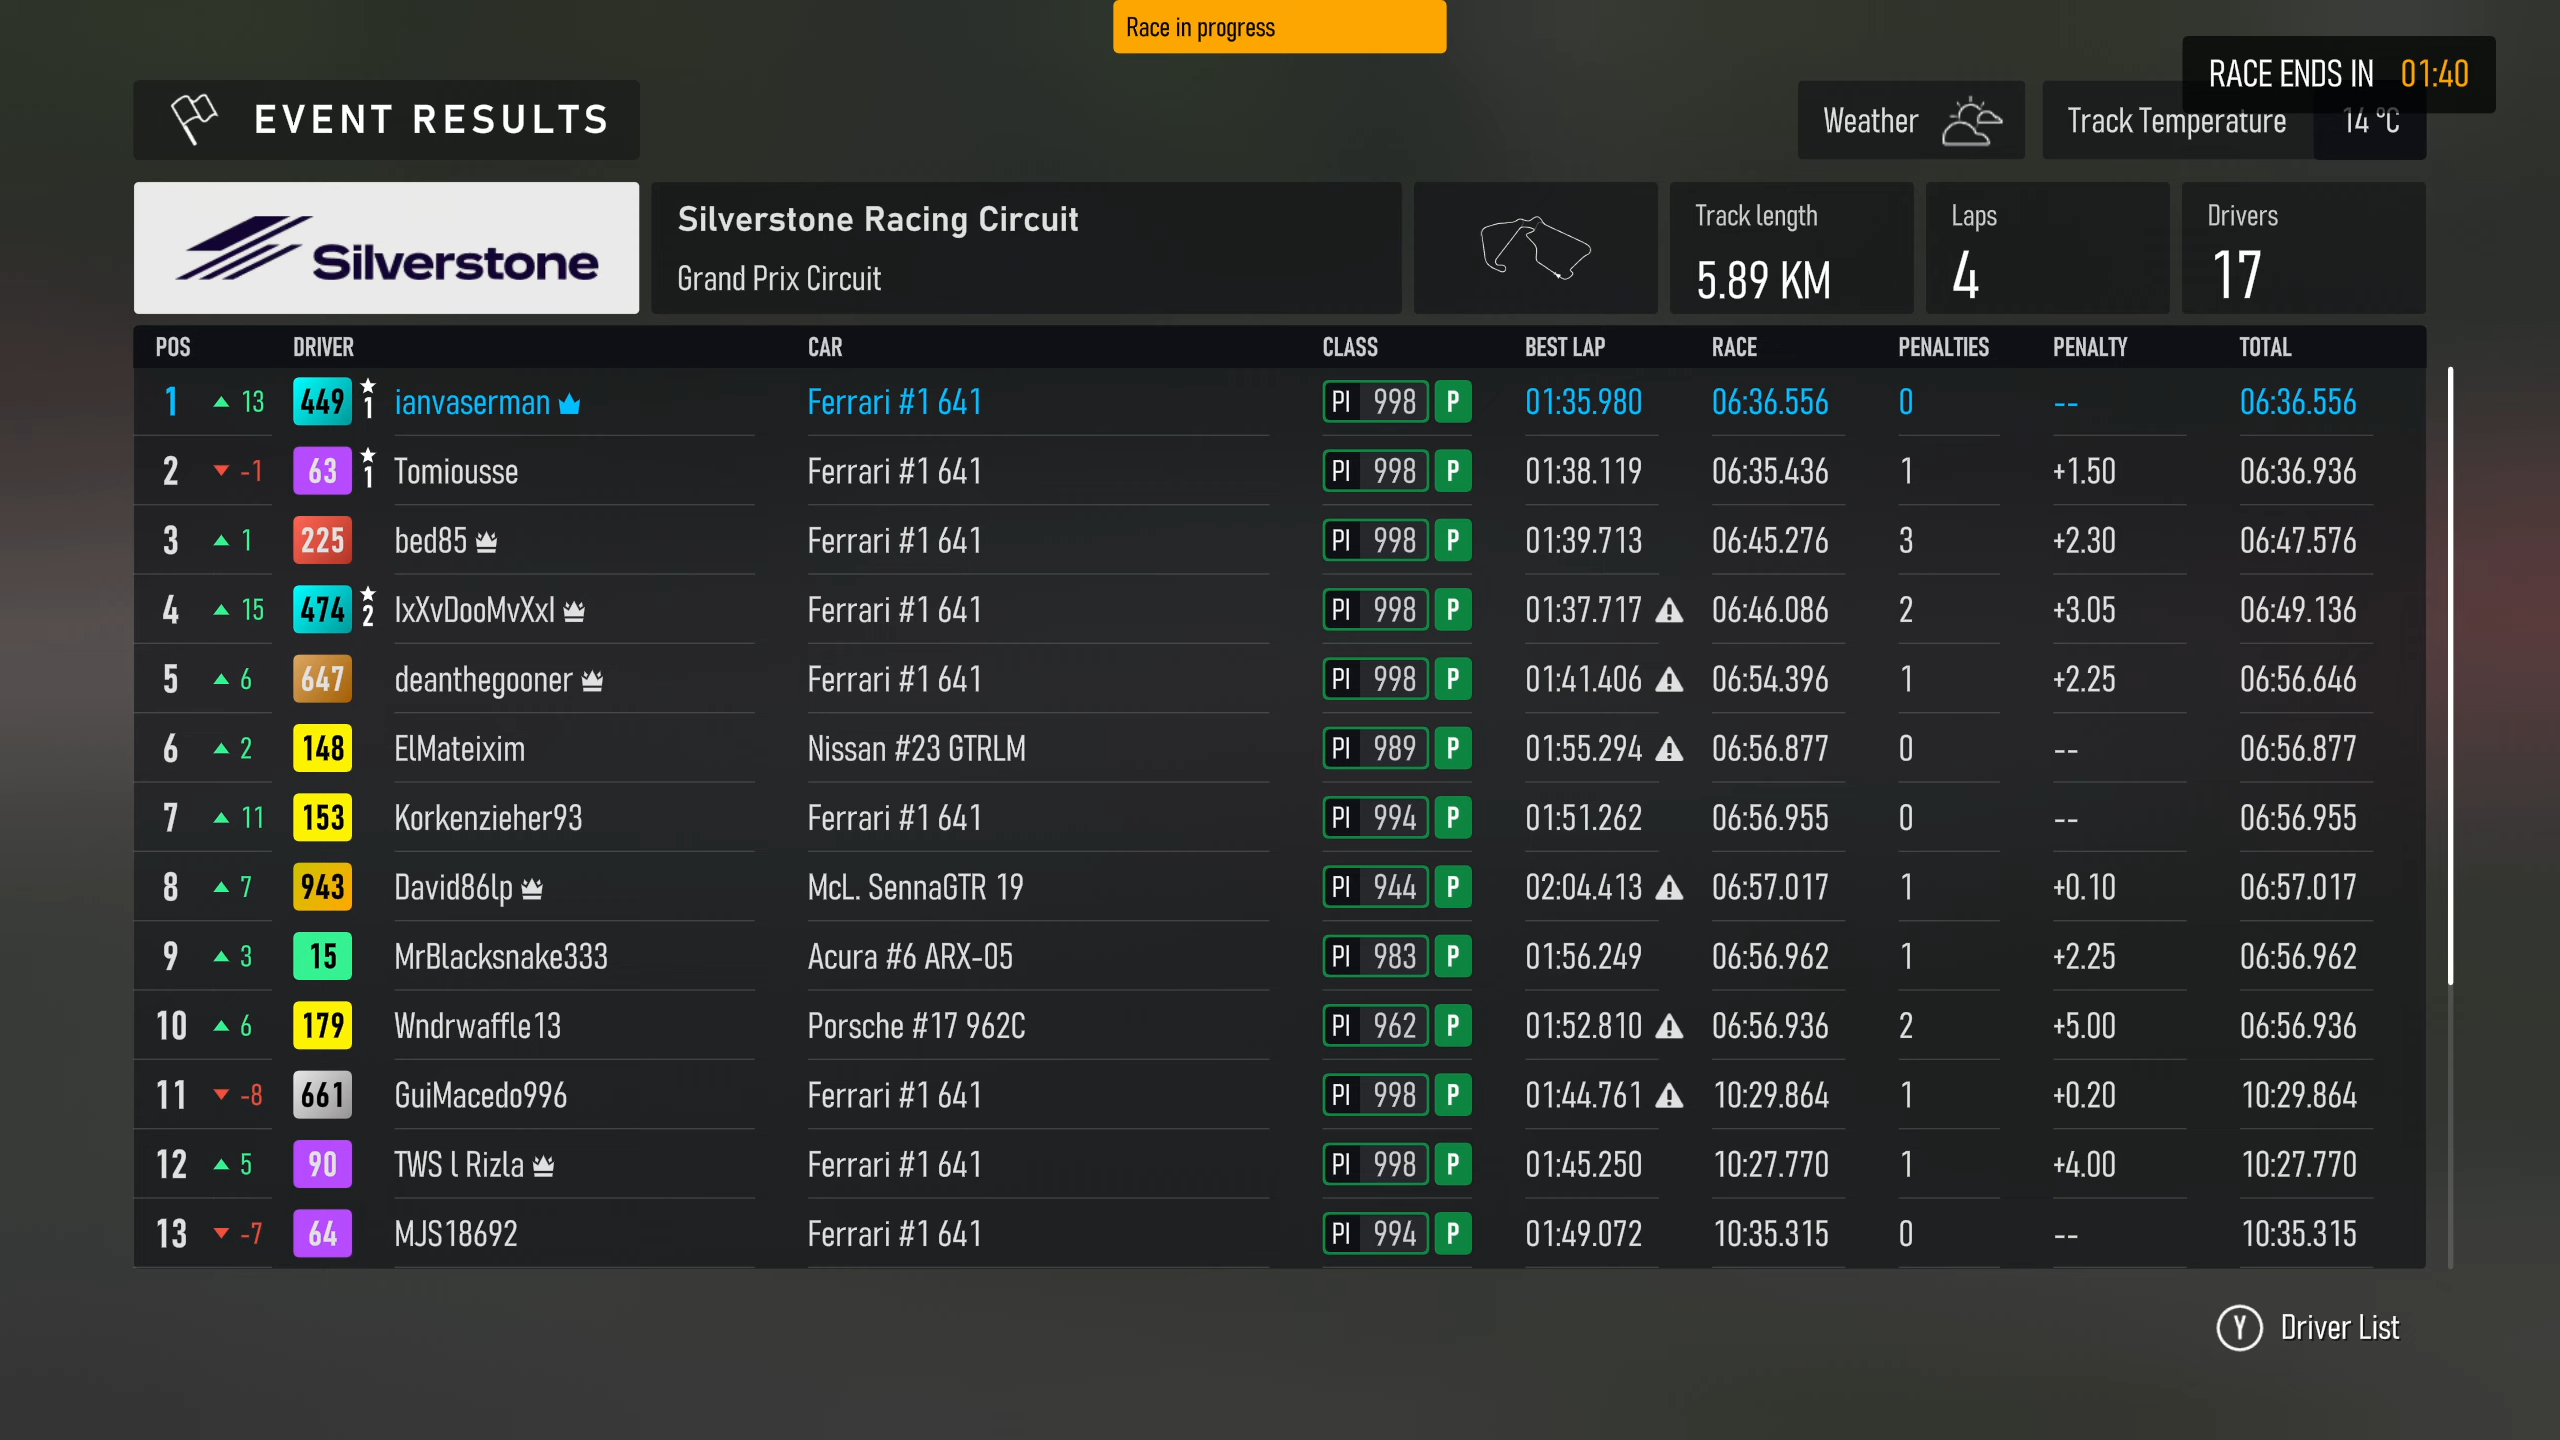 Race in progress
RACE ENDS IN 01:40
EVENT RESULTS
Weather
Track Temperature 14 °C
Silverstone
Silverstone Racing Circuit
Grand Prix Circuit
Track length
5.89 KM
Laps
4
Drivers
17
POS DRIVER CAR CLASS BEST LAP RACE PENALTIES PENALTY TOTAL
1 13 449 1 ianvaserman Ferrari #1 641 PI 998 P 01:35.980 06:36.556 0 -- 06:36.556
2 -1 63 1 Tomiousse Ferrari #1 641 PI 998 P 01:38.119 06:35.436 1 +1.50 06:36.936
3 1 225 bed85 Ferrari #1 641 PI 998 P 01:39.713 06:45.276 3 +2.30 06:47.576
4 15 474 2 IxXvDooMvXxI Ferrari #1 641 PI 998 P 01:37.717 06:46.086 2 +3.05 06:49.136
5 6 647 deanthegooner Ferrari #1 641 PI 998 P 01:41.406 06:54.396 1 +2.25 06:56.646
6 2 148 ElMateixim Nissan #23 GTRLM PI 989 P 01:55.294 06:56.877 0 -- 06:56.877
7 11 153 Korkenzieher93 Ferrari #1 641 PI 994 P 01:51.262 06:56.955 0 -- 06:56.955
8 7 943 David86lp McL. SennaGTR 19 PI 944 P 02:04.413 06:57.017 1 +0.10 06:57.017
9 3 15 MrBlacksnake333 Acura #6 ARX-05 PI 983 P 01:56.249 06:56.962 1 +2.25 06:56.962
10 6 179 Wndrwaffle13 Porsche #17 962C PI 962 P 01:52.810 06:56.936 2 +5.00 06:56.936
11 -8 661 GuiMacedo996 Ferrari #1 641 PI 998 P 01:44.761 10:29.864 1 +0.20 10:29.864
12 5 90 TWS l Rizla Ferrari #1 641 PI 998 P 01:45.250 10:27.770 1 +4.00 10:27.770
13 -7 64 MJS18692 Ferrari #1 641 PI 994 P 01:49.072 10:35.315 0 -- 10:35.315
Y Driver List